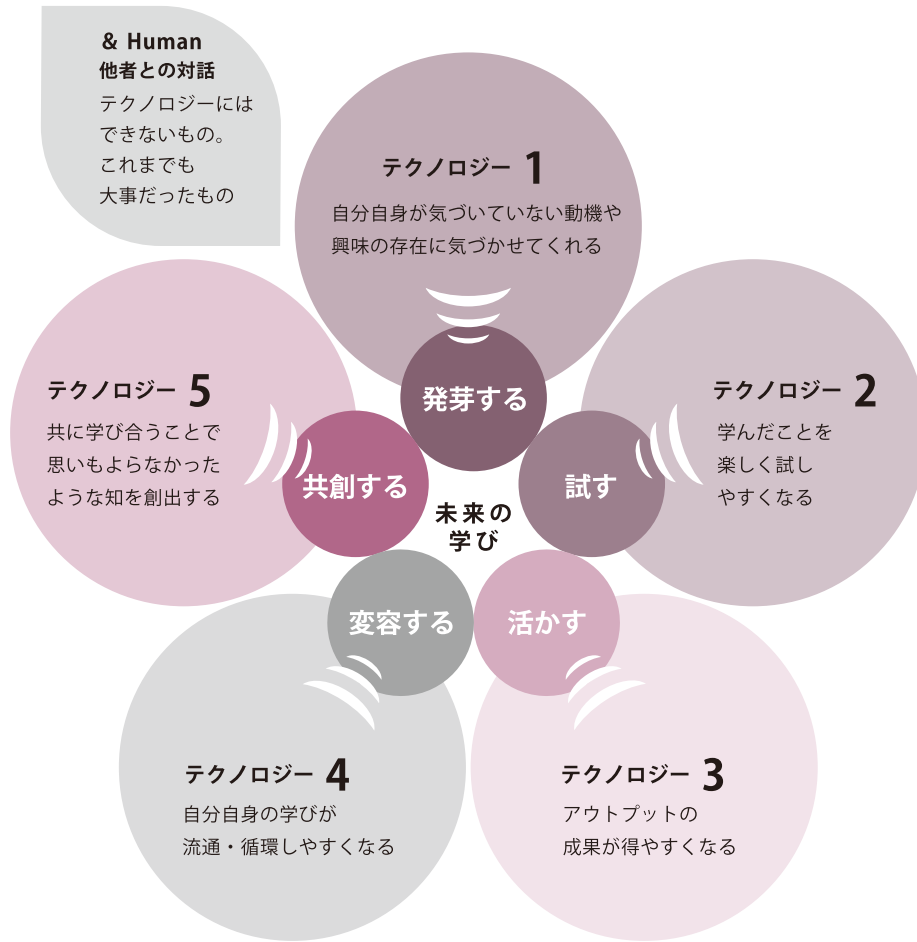 & Human
他者との対話
テクノロジーには
できないもの。
これまでも
大事だったもの
テクノロジー 1
自分自身が気づいていない動機や
興味の存在に気づかせてくれる
発芽する
テクノロジー 2
学んだことを
楽しく試し
やすくなる
試す
テクノロジー 3
アウトプットの
成果が得やすくなる
活かす
テクノロジー 4
自分自身の学びが
流通・循環しやすくなる
変容する
テクノロジー 5
共に学び合うことで
思いもよらなかった
ような知を創出する
共創する
未来の
学び